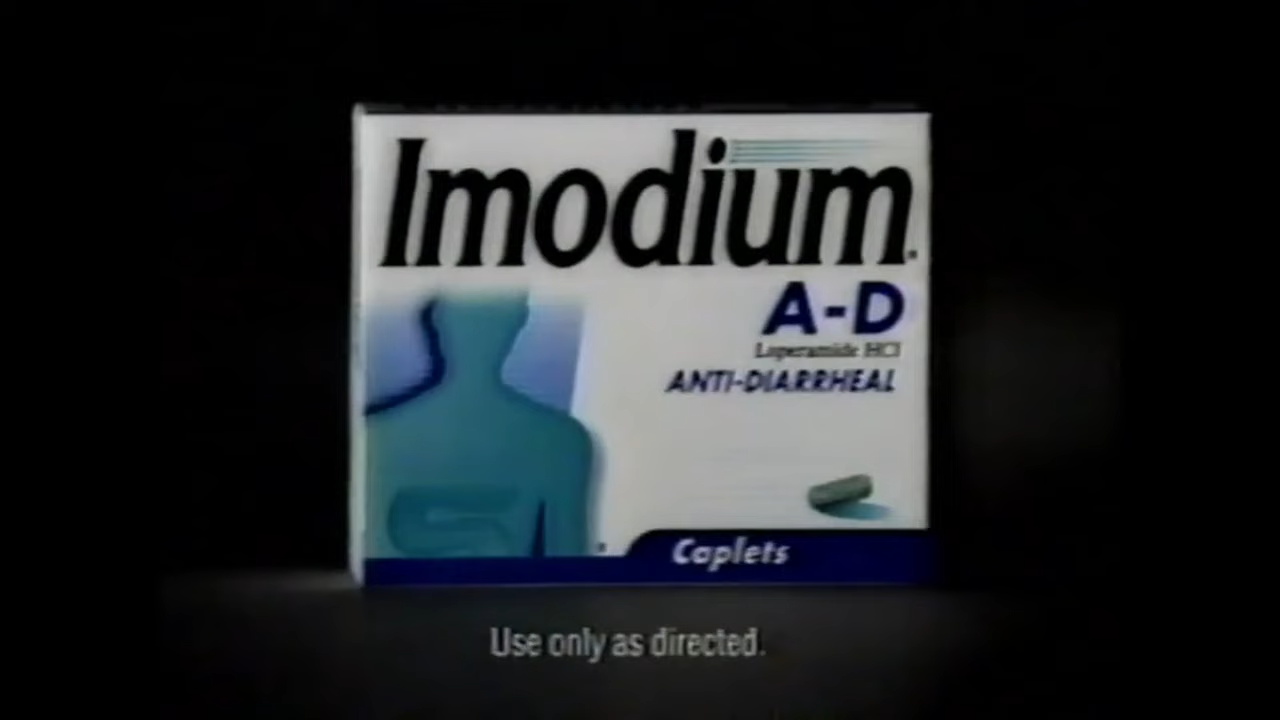 Imodium
A-D
Loperamide HCl
ANTI-DIARRHEAL
Caplets
Use only as directed.